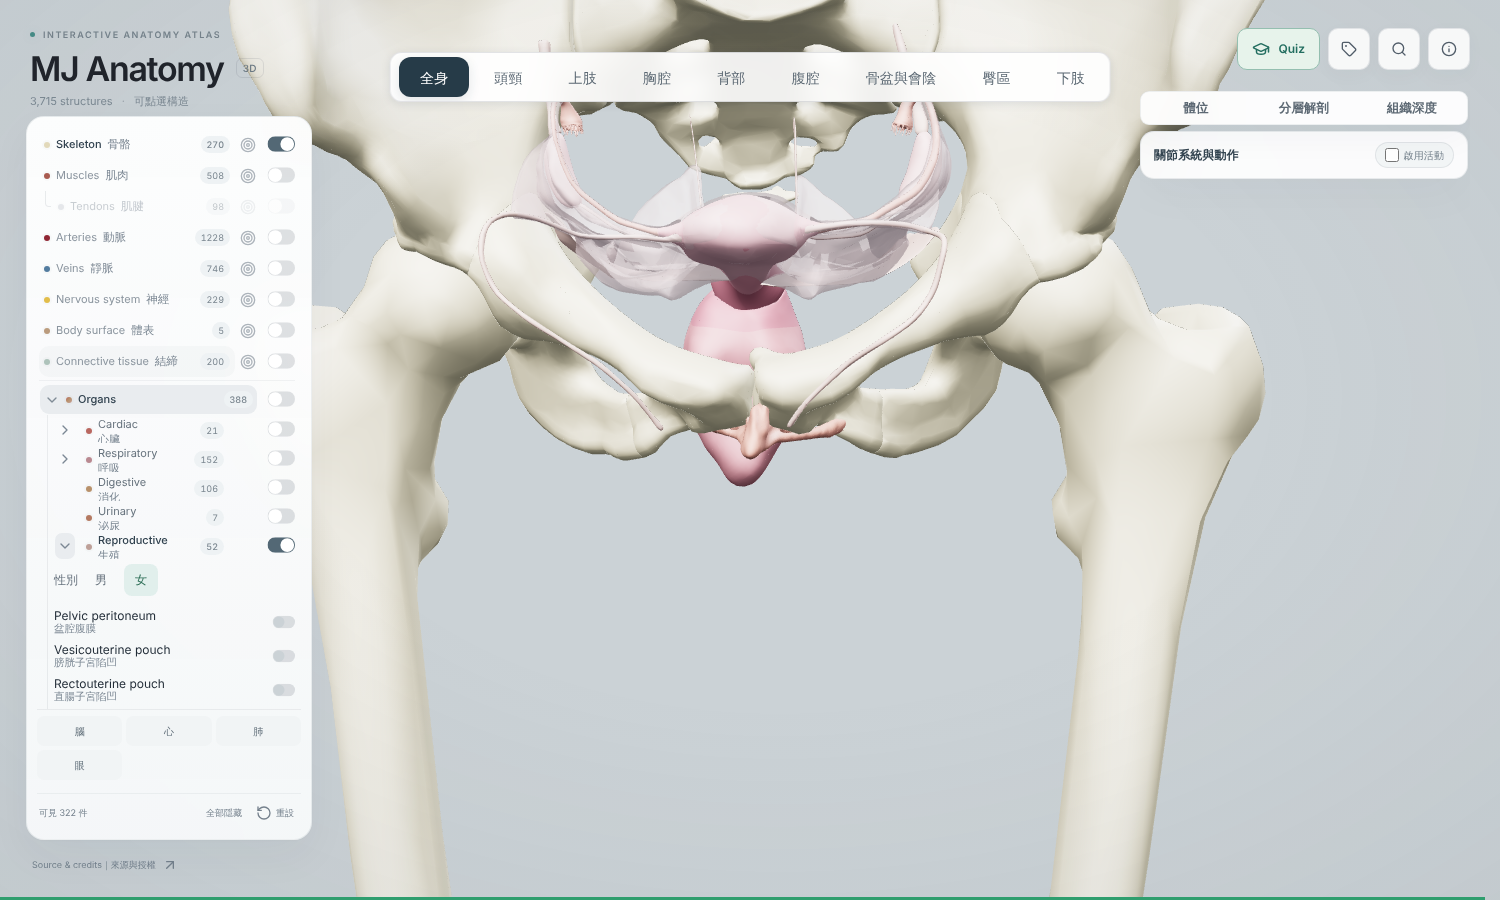 INTERACTIVE ANATOMY ATLAS
MJ Anatomy 3D
3,715 structures · 可點選構造
全身 頭頸 上肢 胸腔 背部 腹腔 骨盆與會陰 臀區 下肢
Quiz
體位 分層解剖 組織深度
關節系統與動作 啟用活動
Skeleton 骨骼 270
Muscles 肌肉 508
Tendons 肌腱 98
Arteries 動脈 1228
Veins 靜脈 746
Nervous system 神經 229
Body surface 體表 5
Connective tissue 結締 200
Organs 388
Cardiac 21
心臟
Respiratory 152
呼吸
Digestive 106
消化
Urinary 7
泌尿
Reproductive 52
生殖
性別 男 女
Pelvic peritoneum
盆腔腹膜
Vesicouterine pouch
膀胱子宮陷凹
Rectouterine pouch
直腸子宮陷凹
腦 心 肺
眼
可見 322 件 全部隱藏 重設
Source & credits | 來源與授權